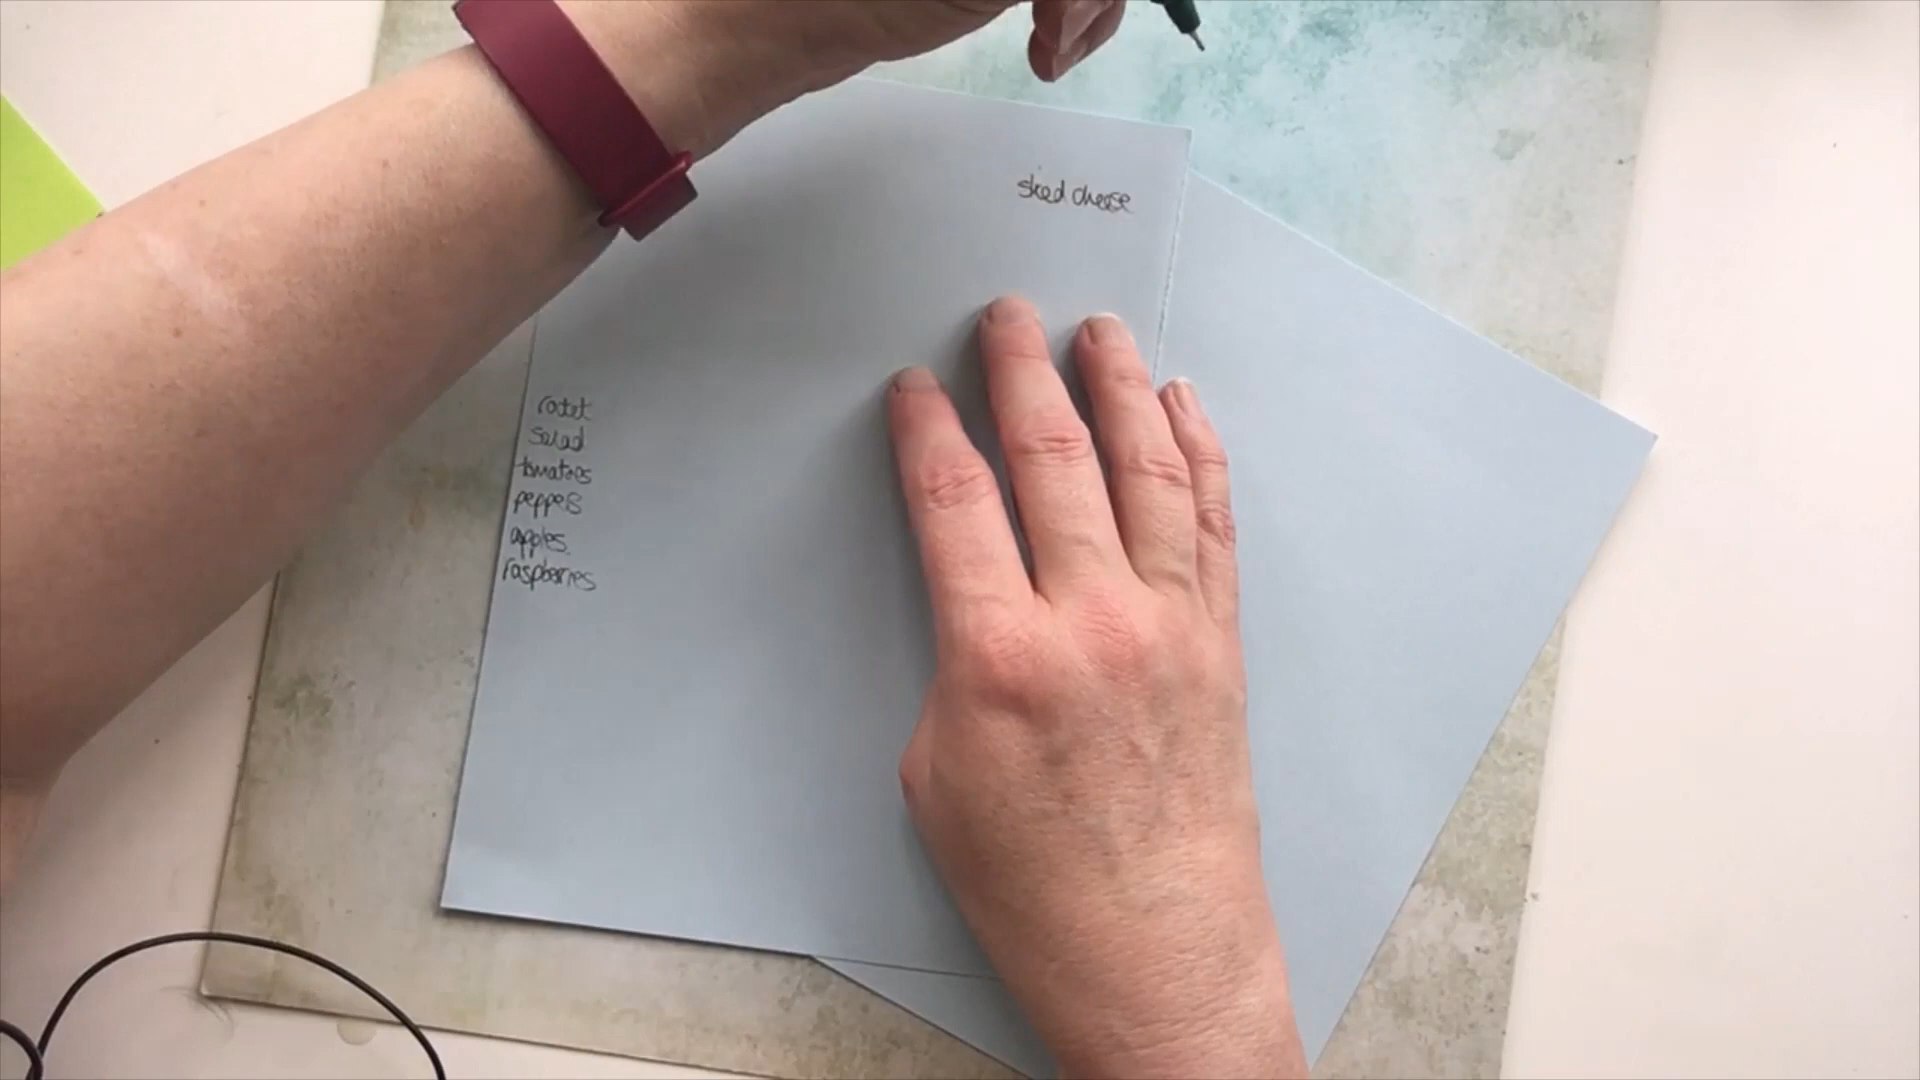 sliced cheese
rocket
salad
tomatoes
peppers
apples
raspberries